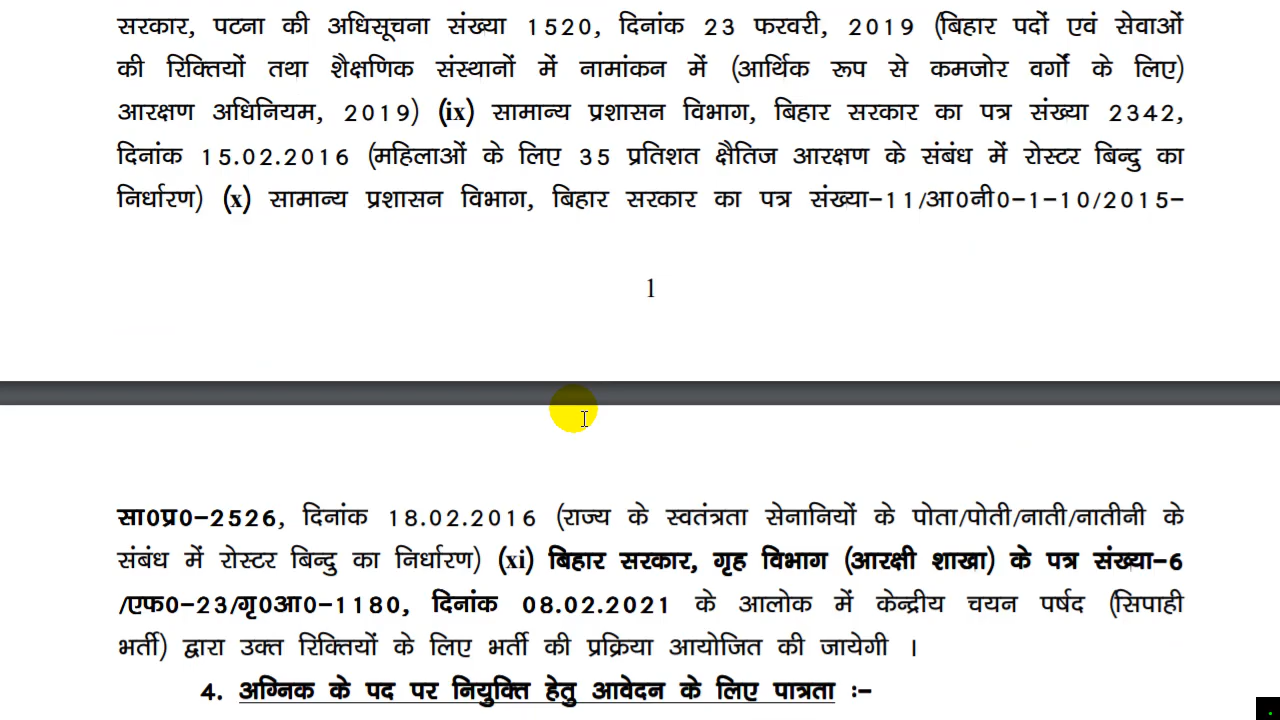 सरकार, पटना की अधिसूचना संख्या 1520, दिनांक 23 फरवरी, 2019 (बिहार पदों एवं सेवाओं
की रिक्तियों तथा शैक्षणिक संस्थानों में नामांकन में (आर्थिक रूप से कमजोर वर्गों के लिए)
आरक्षण अधिनियम, 2019) (ix) सामान्य प्रशासन विभाग, बिहार सरकार का पत्र संख्या 2342,
दिनांक 15.02.2016 (महिलाओं के लिए 35 प्रतिशत क्षैतिज आरक्षण के संबंध में रोस्टर बिन्दु का
निर्धारण) (x) सामान्य प्रशासन विभाग, बिहार सरकार का पत्र संख्या-11/आ0नी0-1-10/2015-
1
सा0प्र0-2526, दिनांक 18.02.2016 (राज्य के स्वतंत्रता सेनानियों के पोता/पोती/नाती/नातीनी के
संबंध में रोस्टर बिन्दु का निर्धारण) (xi) बिहार सरकार, गृह विभाग (आरक्षी शाखा) के पत्र संख्या-6
/एफ0-23/गृ0आ0-1180, दिनांक 08.02.2021 के आलोक में केन्द्रीय चयन पर्षद (सिपाही
भर्ती) द्वारा उक्त रिक्तियों के लिए भर्ती की प्रक्रिया आयोजित की जायेगी ।
4. अग्निक के पद पर नियुक्ति हेतु आवेदन के लिए पात्रता :-